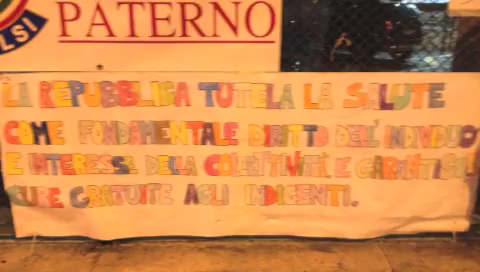 LSI
PATERNO
LA REPUBBLICA TUTELA LA SALUTE
COME FONDAMENTALE DIRITTO DELL'INDIVIDUO
E INTERESSE DELLA COLLETTIVITÀ E GARANTISCE
CURE GRATUITE AGLI INDIGENTI.